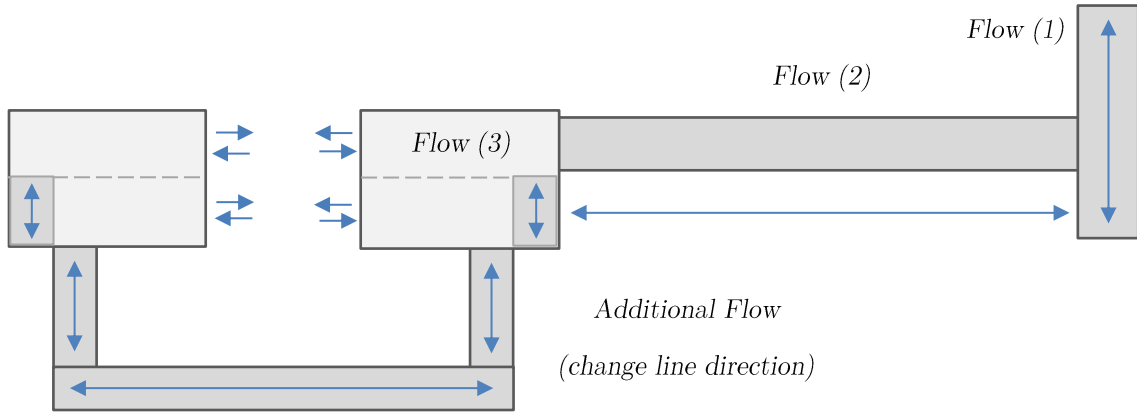 Flow (1)
Flow (2)
Flow (3)
Additional Flow
(change line direction)